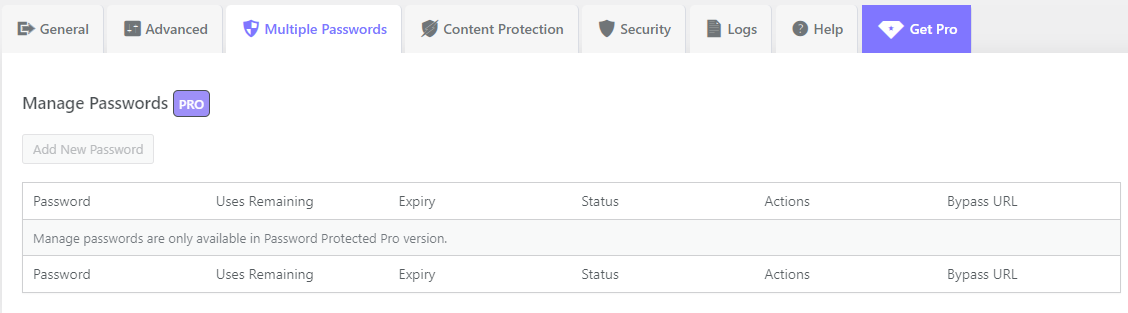 General Advanced Multiple Passwords Content Protection Security Logs Help Get Pro
Manage Passwords PRO
Add New Password
Password Uses Remaining Expiry Status Actions Bypass URL
Manage passwords are only available in Password Protected Pro version.
Password Uses Remaining Expiry Status Actions Bypass URL